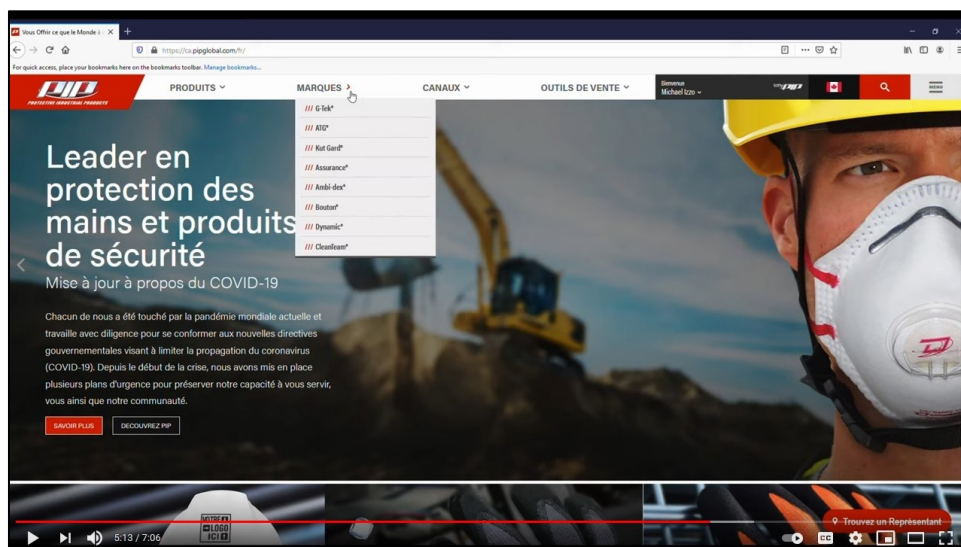 Vous Offrir ce que le Monde à
https://ca.pipglobal.com/fr/
For quick access, place your bookmarks here on the bookmarks toolbar. Manage bookmarks...
PIP
PROTECTIVE INDUSTRIAL PRODUCTS
PRODUITS
MARQUES
CANAUX
OUTILS DE VENTE
Bienvenue
Michael Izzo
MENU
/// G-Tek®
/// ATG®
/// Kut Gard®
/// Assurance®
/// Ambi-dex®
/// Bouton®
/// Dynamic®
/// CleanTeam®
Leader en
protection des
mains et produits
de sécurité
Mise à jour à propos du COVID-19
Chacun de nous a été touché par la pandémie mondiale actuelle et
travaille avec diligence pour se conformer aux nouvelles directives
gouvernementales visant à limiter la propagation du coronavirus
(COVID-19). Depuis le début de la crise, nous avons mis en place
plusieurs plans d'urgence pour préserver notre capacité à vous servir,
vous ainsi que notre communauté.
SAVOIR PLUS
DECOUVREZ PIP
VOTRE
LOGO
ICI
Trouvez un Représentant
5:13 / 7:06
CC